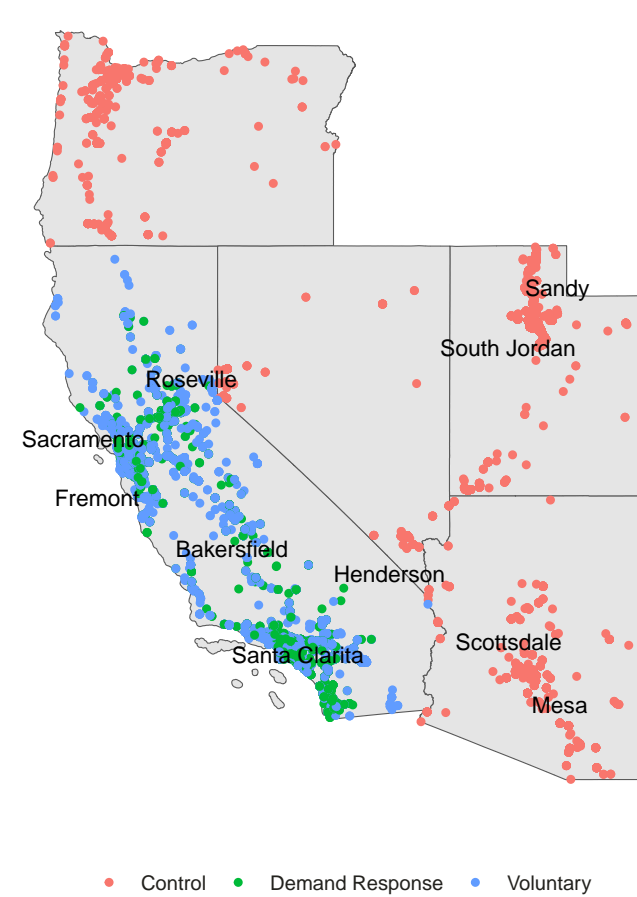 Sandy
South Jordan
Roseville
Sacramento
Fremont
Bakersfield
Henderson
Scottsdale
Santa Clarita
Mesa
Control Demand Response Voluntary